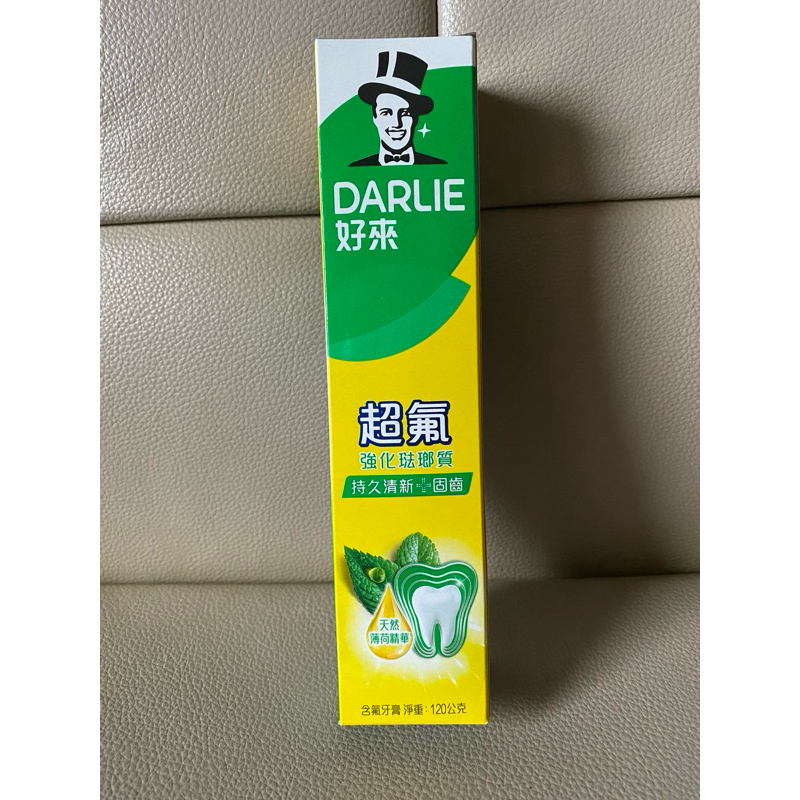 DARLIE
好來
超氟
強化琺瑯質
持久清新+固齒
天然
薄荷精華
含氟牙膏 淨重:120公克